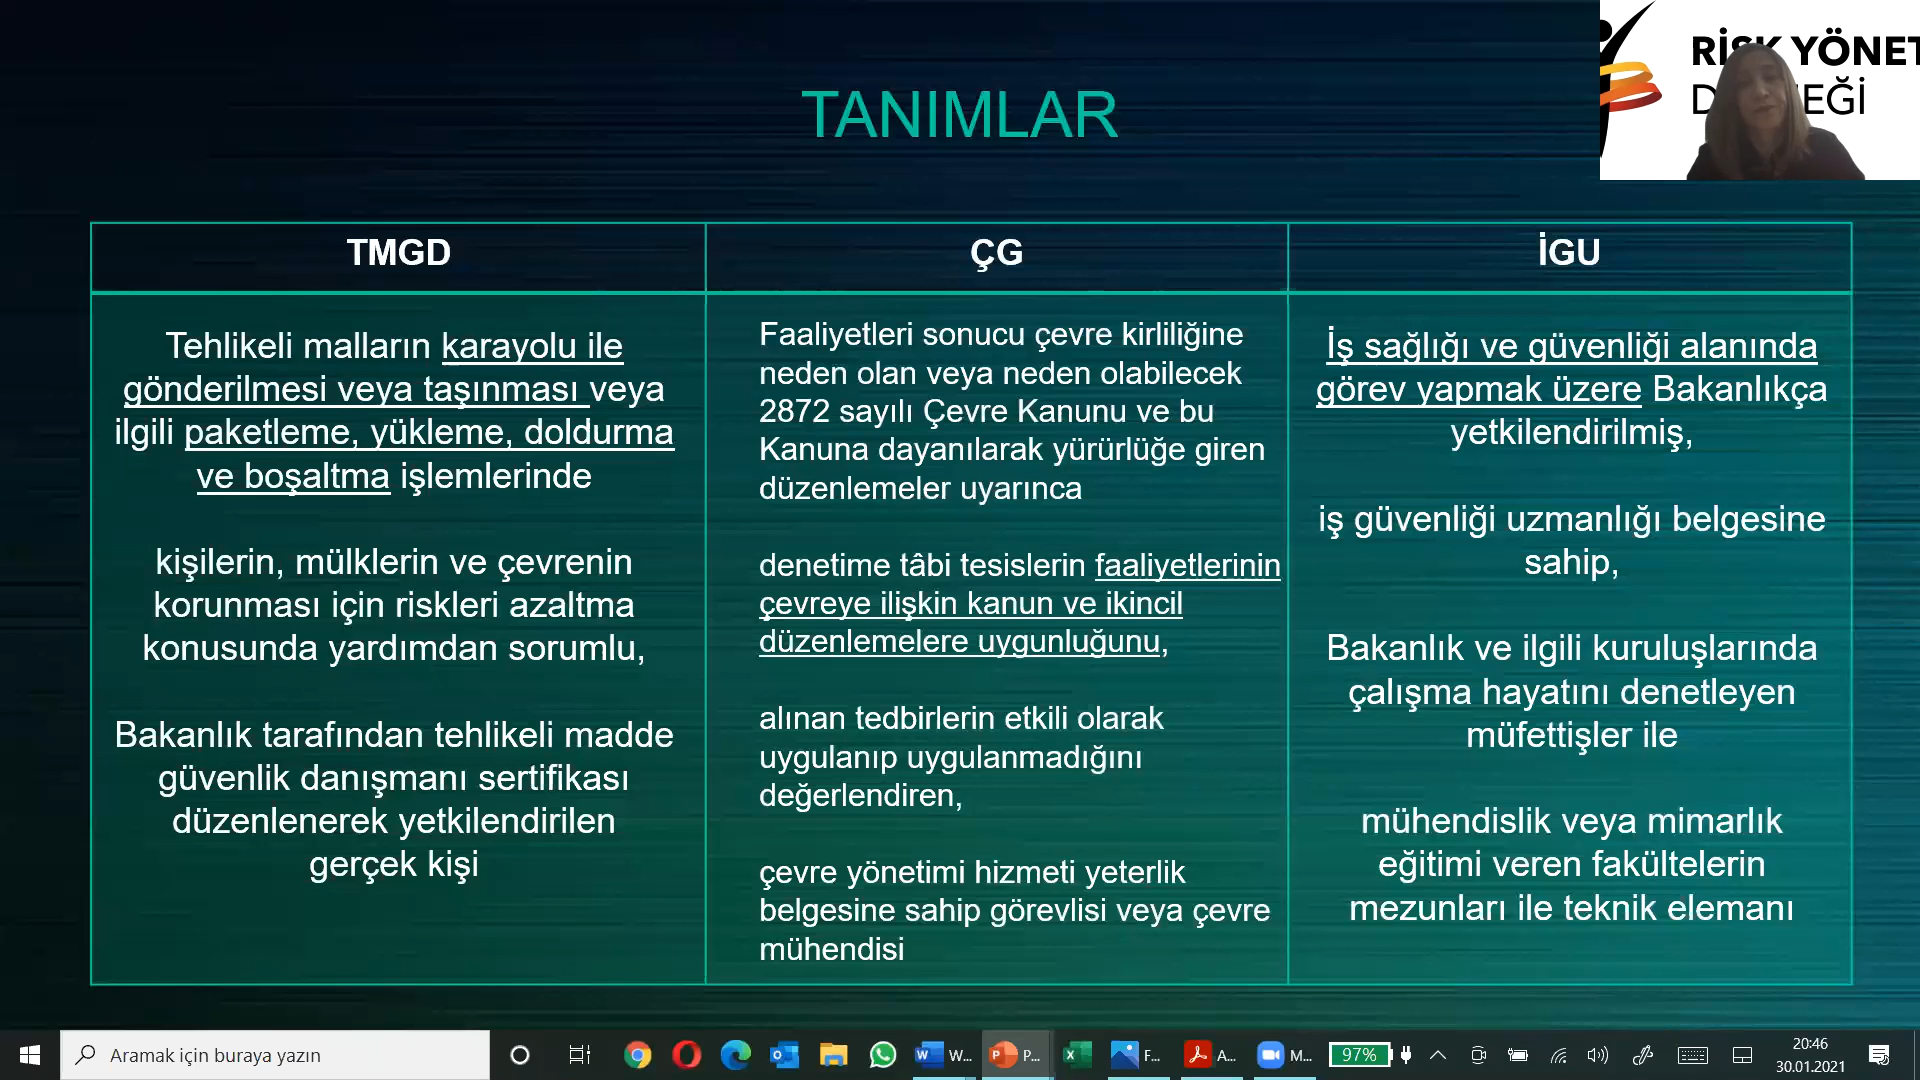 RİSK YÖNET
TANIMLAR
TMGD
Tehlikeli malların karayolu ile
gönderilmesi veya taşınması veya
ilgili paketleme, yükleme, doldurma
ve boşaltma işlemlerinde
kişilerin, mülklerin ve çevrenin
korunması için riskleri azaltma
konusunda yardımdan sorumlu,
Bakanlık tarafından tehlikeli madde
güvenlik danışmanı sertifikası
düzenlenerek yetkilendirilen
gerçek kişi
ÇG
Faaliyetleri sonucu çevre kirliliğine
neden olan veya neden olabilecek
2872 sayılı Çevre Kanunu ve bu
Kanuna dayanılarak yürürlüğe giren
düzenlemeler uyarınca
denetime tâbi tesislerin faaliyetlerinin
çevreye ilişkin kanun ve ikincil
düzenlemelere uygunluğunu,
alınan tedbirlerin etkili olarak
uygulanıp uygulanmadığını
değerlendiren,
çevre yönetimi hizmeti yeterlik
belgesine sahip görevlisi veya çevre
mühendisi
İGU
İş sağlığı ve güvenliği alanında
görev yapmak üzere Bakanlıkça
yetkilendirilmiş,
iş güvenliği uzmanlığı belgesine
sahip,
Bakanlık ve ilgili kuruluşlarında
çalışma hayatını denetleyen
müfettişler ile
mühendislik veya mimarlık
eğitimi veren fakültelerin
mezunları ile teknik elemanı
Aramak için buraya yazın
W...
P...
F...
A...
M...
97%
20:46
30.01.2021